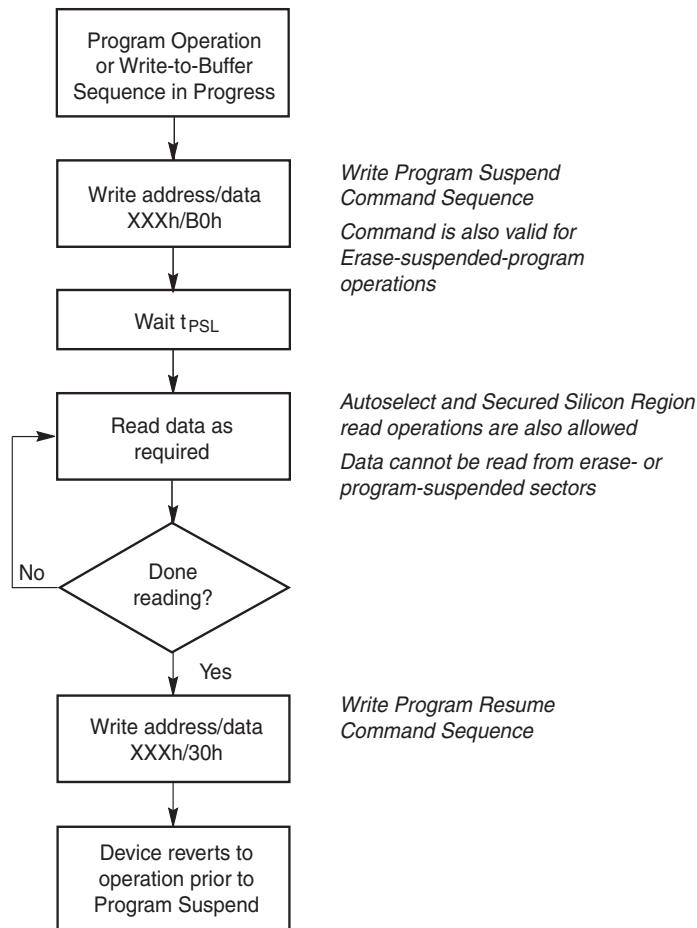 Program Operation
or Write-to-Buffer
Sequence in Progress
Write address/data
XXXh/B0h
Write Program Suspend
Command Sequence
Command is also valid for
Erase-suspended-program
operations
Wait tPSL
Read data as
required
Autoselect and Secured Silicon Region
read operations are also allowed
Data cannot be read from erase- or
program-suspended sectors
No
Done
reading?
Yes
Write address/data
XXXh/30h
Write Program Resume
Command Sequence
Device reverts to
operation prior to
Program Suspend